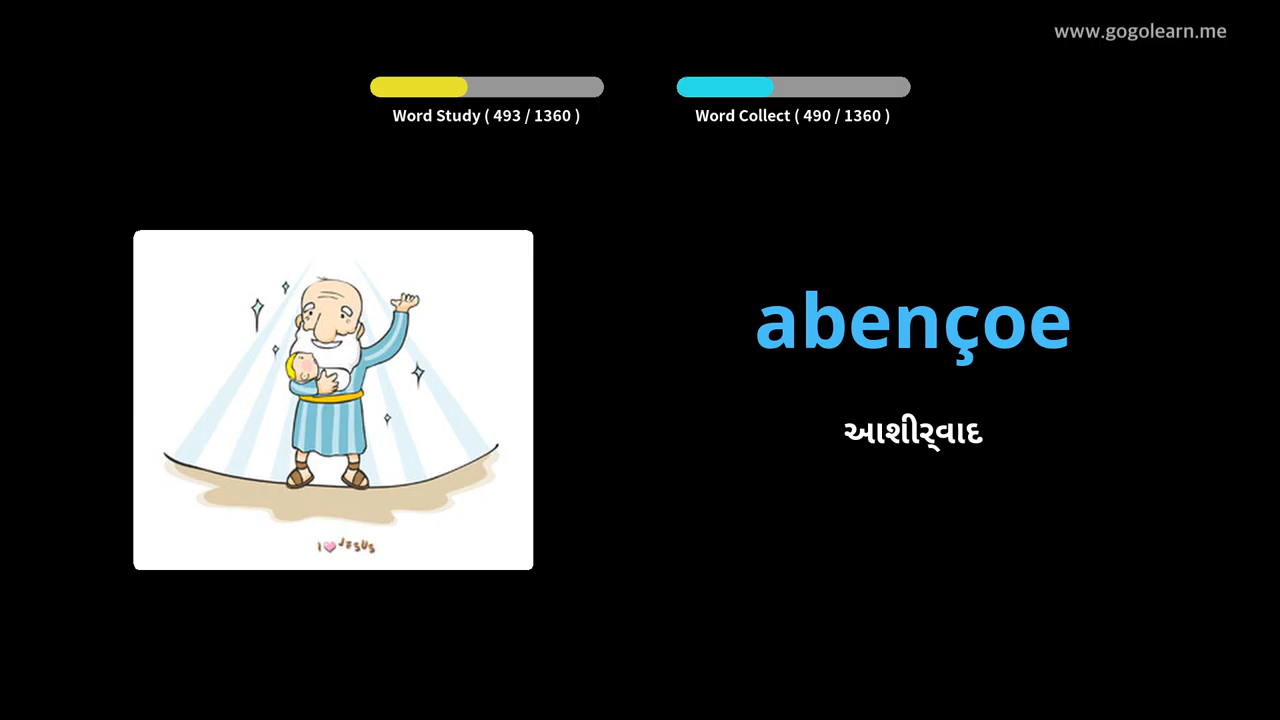 www.gogolearn.me
Word Study ( 493 / 1360 )
Word Collect ( 490 / 1360 )
abençoe
આશીર્વાદ
I JESUS